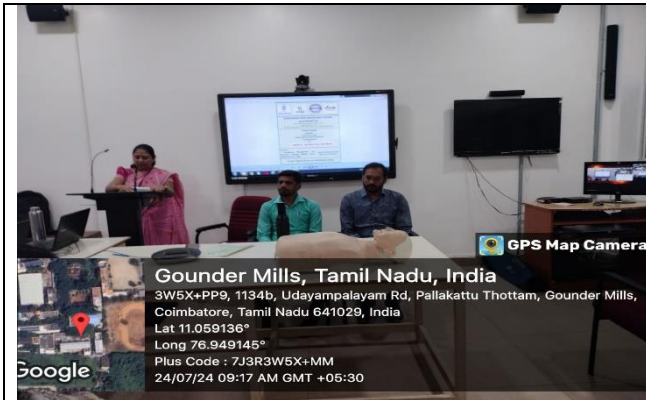 GPS Map Camera
Gounder Mills, Tamil Nadu, India
3W5X+PP9, 1134b, Udayampalayam Rd, Pallakattu Thottam, Gounder Mills,
Coimbatore, Tamil Nadu 641029, India
Lat 11.059136°
Long 76.949145°
Plus Code : 7J3R3W5X+MM
24/07/24 09:17 AM GMT +05:30
Google